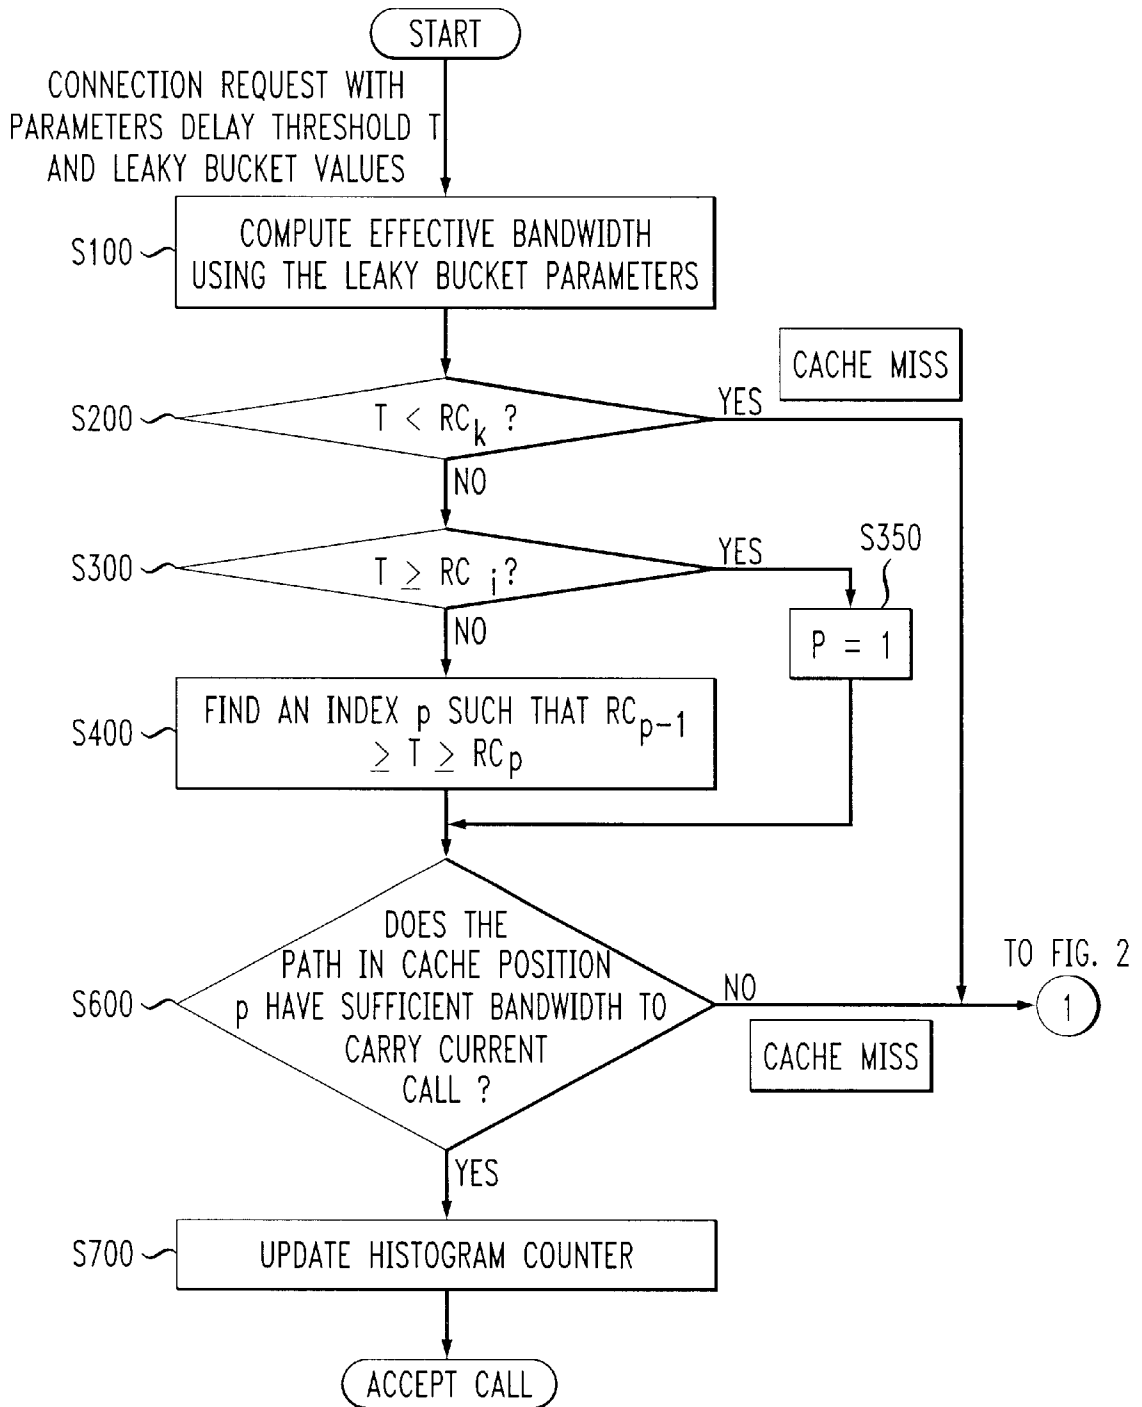 START
CONNECTION REQUEST WITH
PARAMETERS DELAY THRESHOLD T
AND LEAKY BUCKET VALUES
S100
COMPUTE EFFECTIVE BANDWIDTH
USING THE LEAKY BUCKET PARAMETERS
CACHE MISS
S200
T < RCk ?
YES
NO
S300
T ≥ RC i?
YES
S350
NO
P = 1
S400
FIND AN INDEX p SUCH THAT RCp-1
≥ T ≥ RCp
S600
DOES THE
PATH IN CACHE POSITION
p HAVE SUFFICIENT BANDWIDTH TO
CARRY CURRENT
CALL ?
NO
TO FIG. 2
1
CACHE MISS
YES
S700
UPDATE HISTOGRAM COUNTER
ACCEPT CALL